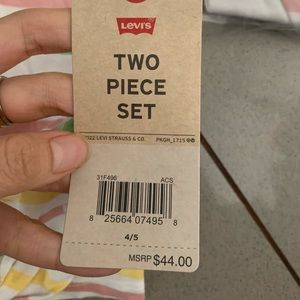 Levi's
TWO
PIECE
SET
2022 LEVI STRAUSS & CO. PKGH_1715
31F496 ACS
8 25664 07495 8
4/5
MSRP $44.00